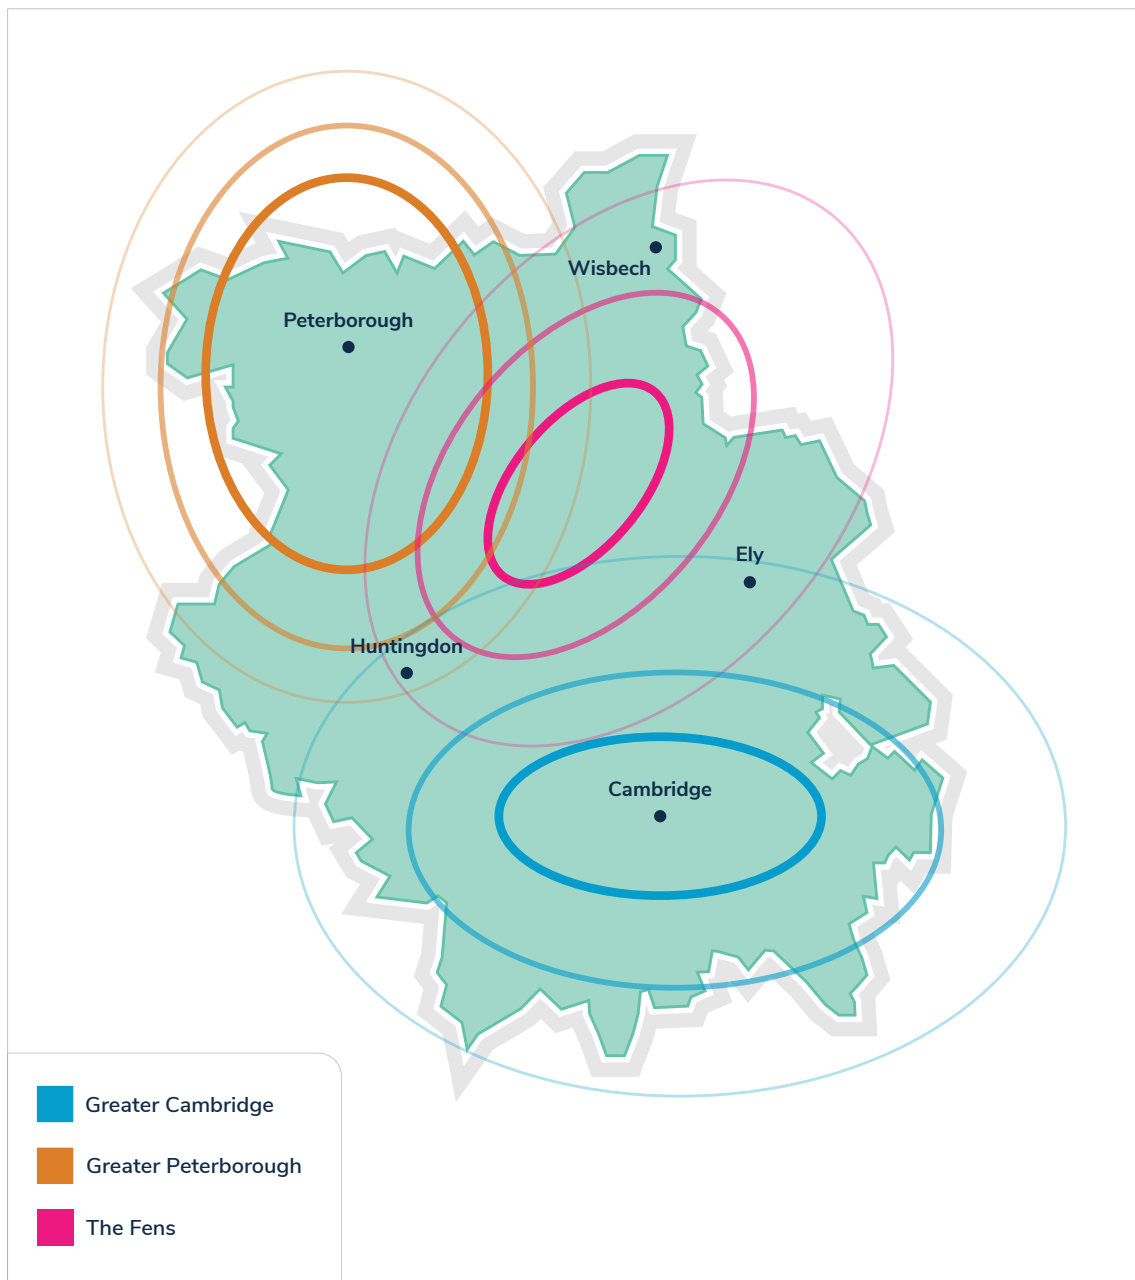 Wisbech
Peterborough
Ely
Huntingdon
Cambridge
Greater Cambridge
Greater Peterborough
The Fens